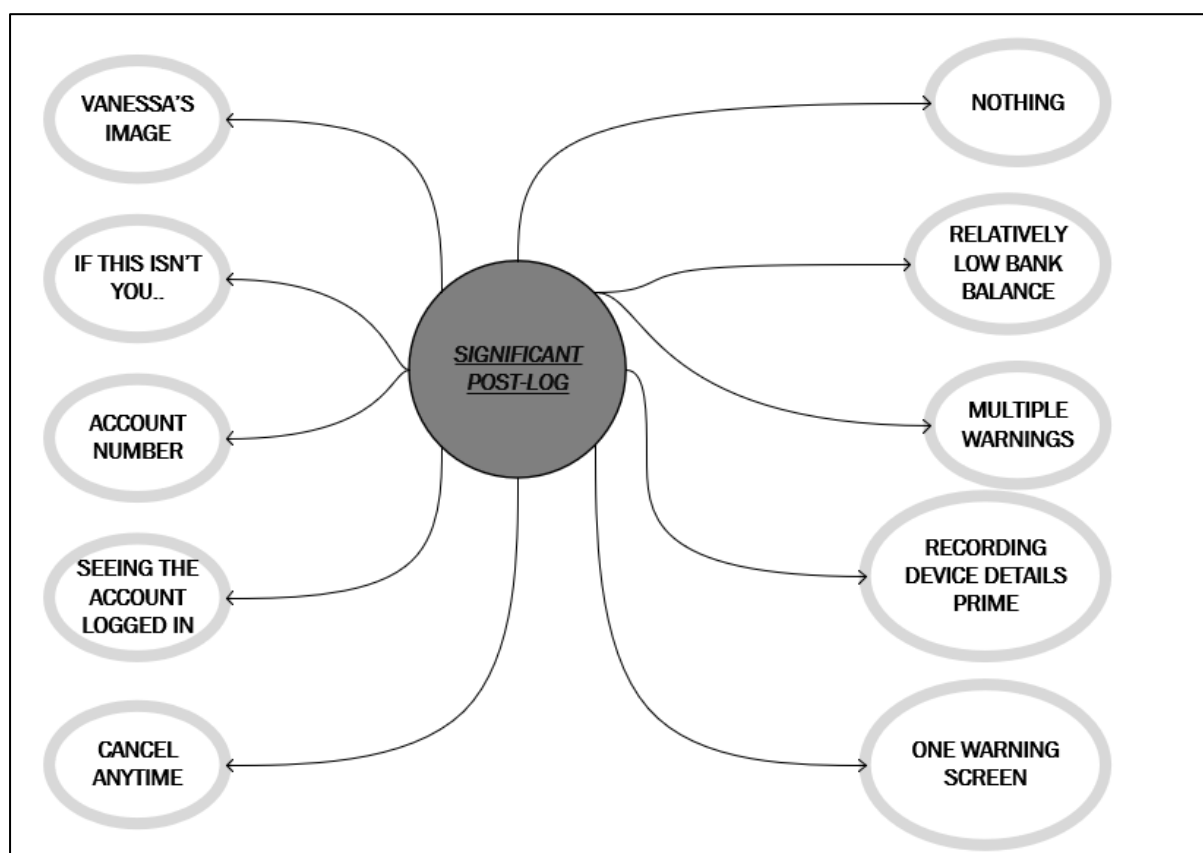 VANESSA'S
IMAGE
IF THIS ISN'T
YOU..
ACCOUNT
NUMBER
SEEING THE
ACCOUNT
LOGGED IN
CANCEL
ANYTIME
SIGNIFICANT
POST-LOG
NOTHING
RELATIVELY
LOW BANK
BALANCE
MULTIPLE
WARNINGS
RECORDING
DEVICE DETAILS
PRIME
ONE WARNING
SCREEN